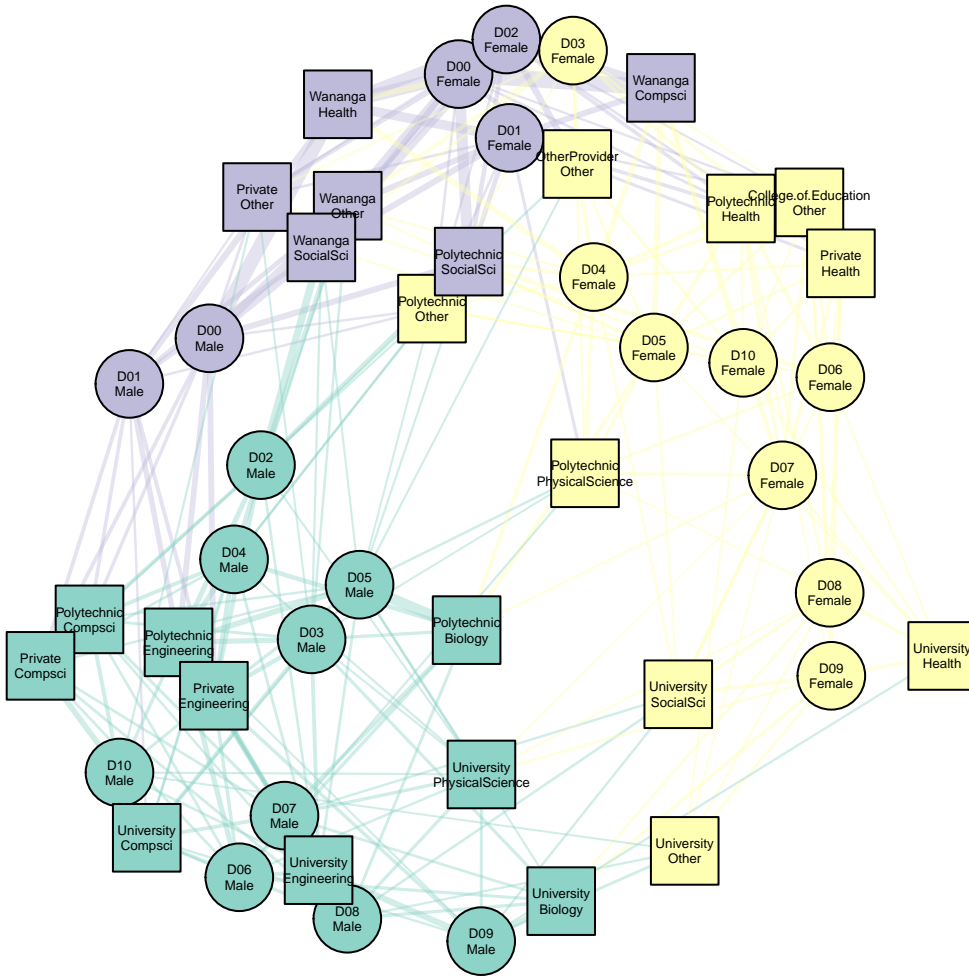 D02
Female
D03
Female
D00
Female
Wananga
Compsci
Wananga
Health
D01
Female
OtherProvider
Other
Private
Other
Wananga
Other
Polytechnic
Health
College.of.Education
Other
Wananga
SocialSci
Polytechnic
SocialSci
Private
Health
D04
Female
Polytechnic
Other
D00
Male
D05
Female
D10
Female
D06
Female
D01
Male
D02
Male
Polytechnic
PhysicalScience
D07
Female
D04
Male
D05
Male
D08
Female
Polytechnic
Compsci
Polytechnic
Engineering
D03
Male
Polytechnic
Biology
Private
Compsci
University
Health
D09
Female
Private
Engineering
University
SocialSci
D10
Male
University
PhysicalScience
D07
Male
University
Compsci
University
Other
University
Engineering
D06
Male
University
Biology
D08
Male
D09
Male